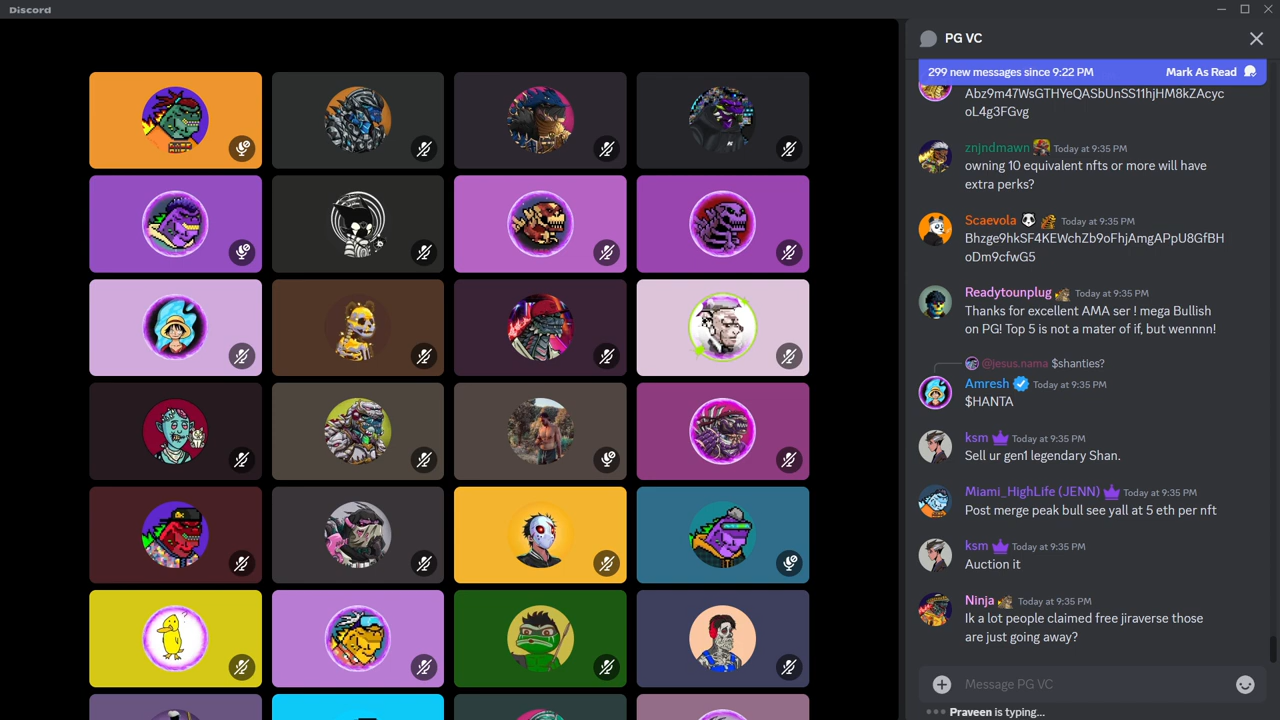 Discord
PG VC
299 new messages since 9:22 PM Mark As Read
Abz9m47WsGTHYeQASbUnSS11hjHM8kZAcyc
oL4g3FGvg
znjndmawn Today at 9:35 PM
owning 10 equivalent nfts or more will have
extra perks?
Scaevola Today at 9:35 PM
Bhzge9hkSF4KEWchZb9oFhjAmgAPpU8GfBH
oDm9cfwG5
Readytounplug Today at 9:35 PM
Thanks for excellent AMA ser ! mega Bullish
on PG! Top 5 is not a mater of if, but wennn!
@jesus.nama $shanties?
Amresh Today at 9:35 PM
$HANTA
ksm Today at 9:35 PM
Sell ur gen1 legendary Shan.
Miami_HighLife (JENN) Today at 9:35 PM
Post merge peak bull see yall at 5 eth per nft
ksm Today at 9:35 PM
Auction it
Ninja Today at 9:35 PM
Ik a lot people claimed free jiraverse those
are just going away?
Message PG VC
Praveen is typing...